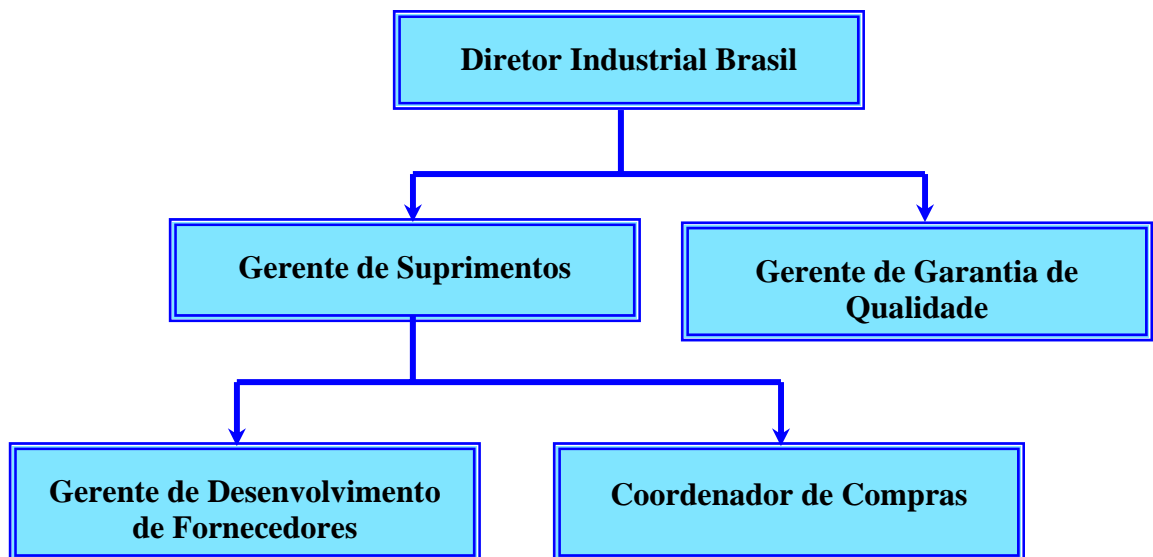 Diretor Industrial Brasil
Gerente de Suprimentos
Gerente de Garantia de
Qualidade
Gerente de Desenvolvimento
de Fornecedores
Coordenador de Compras